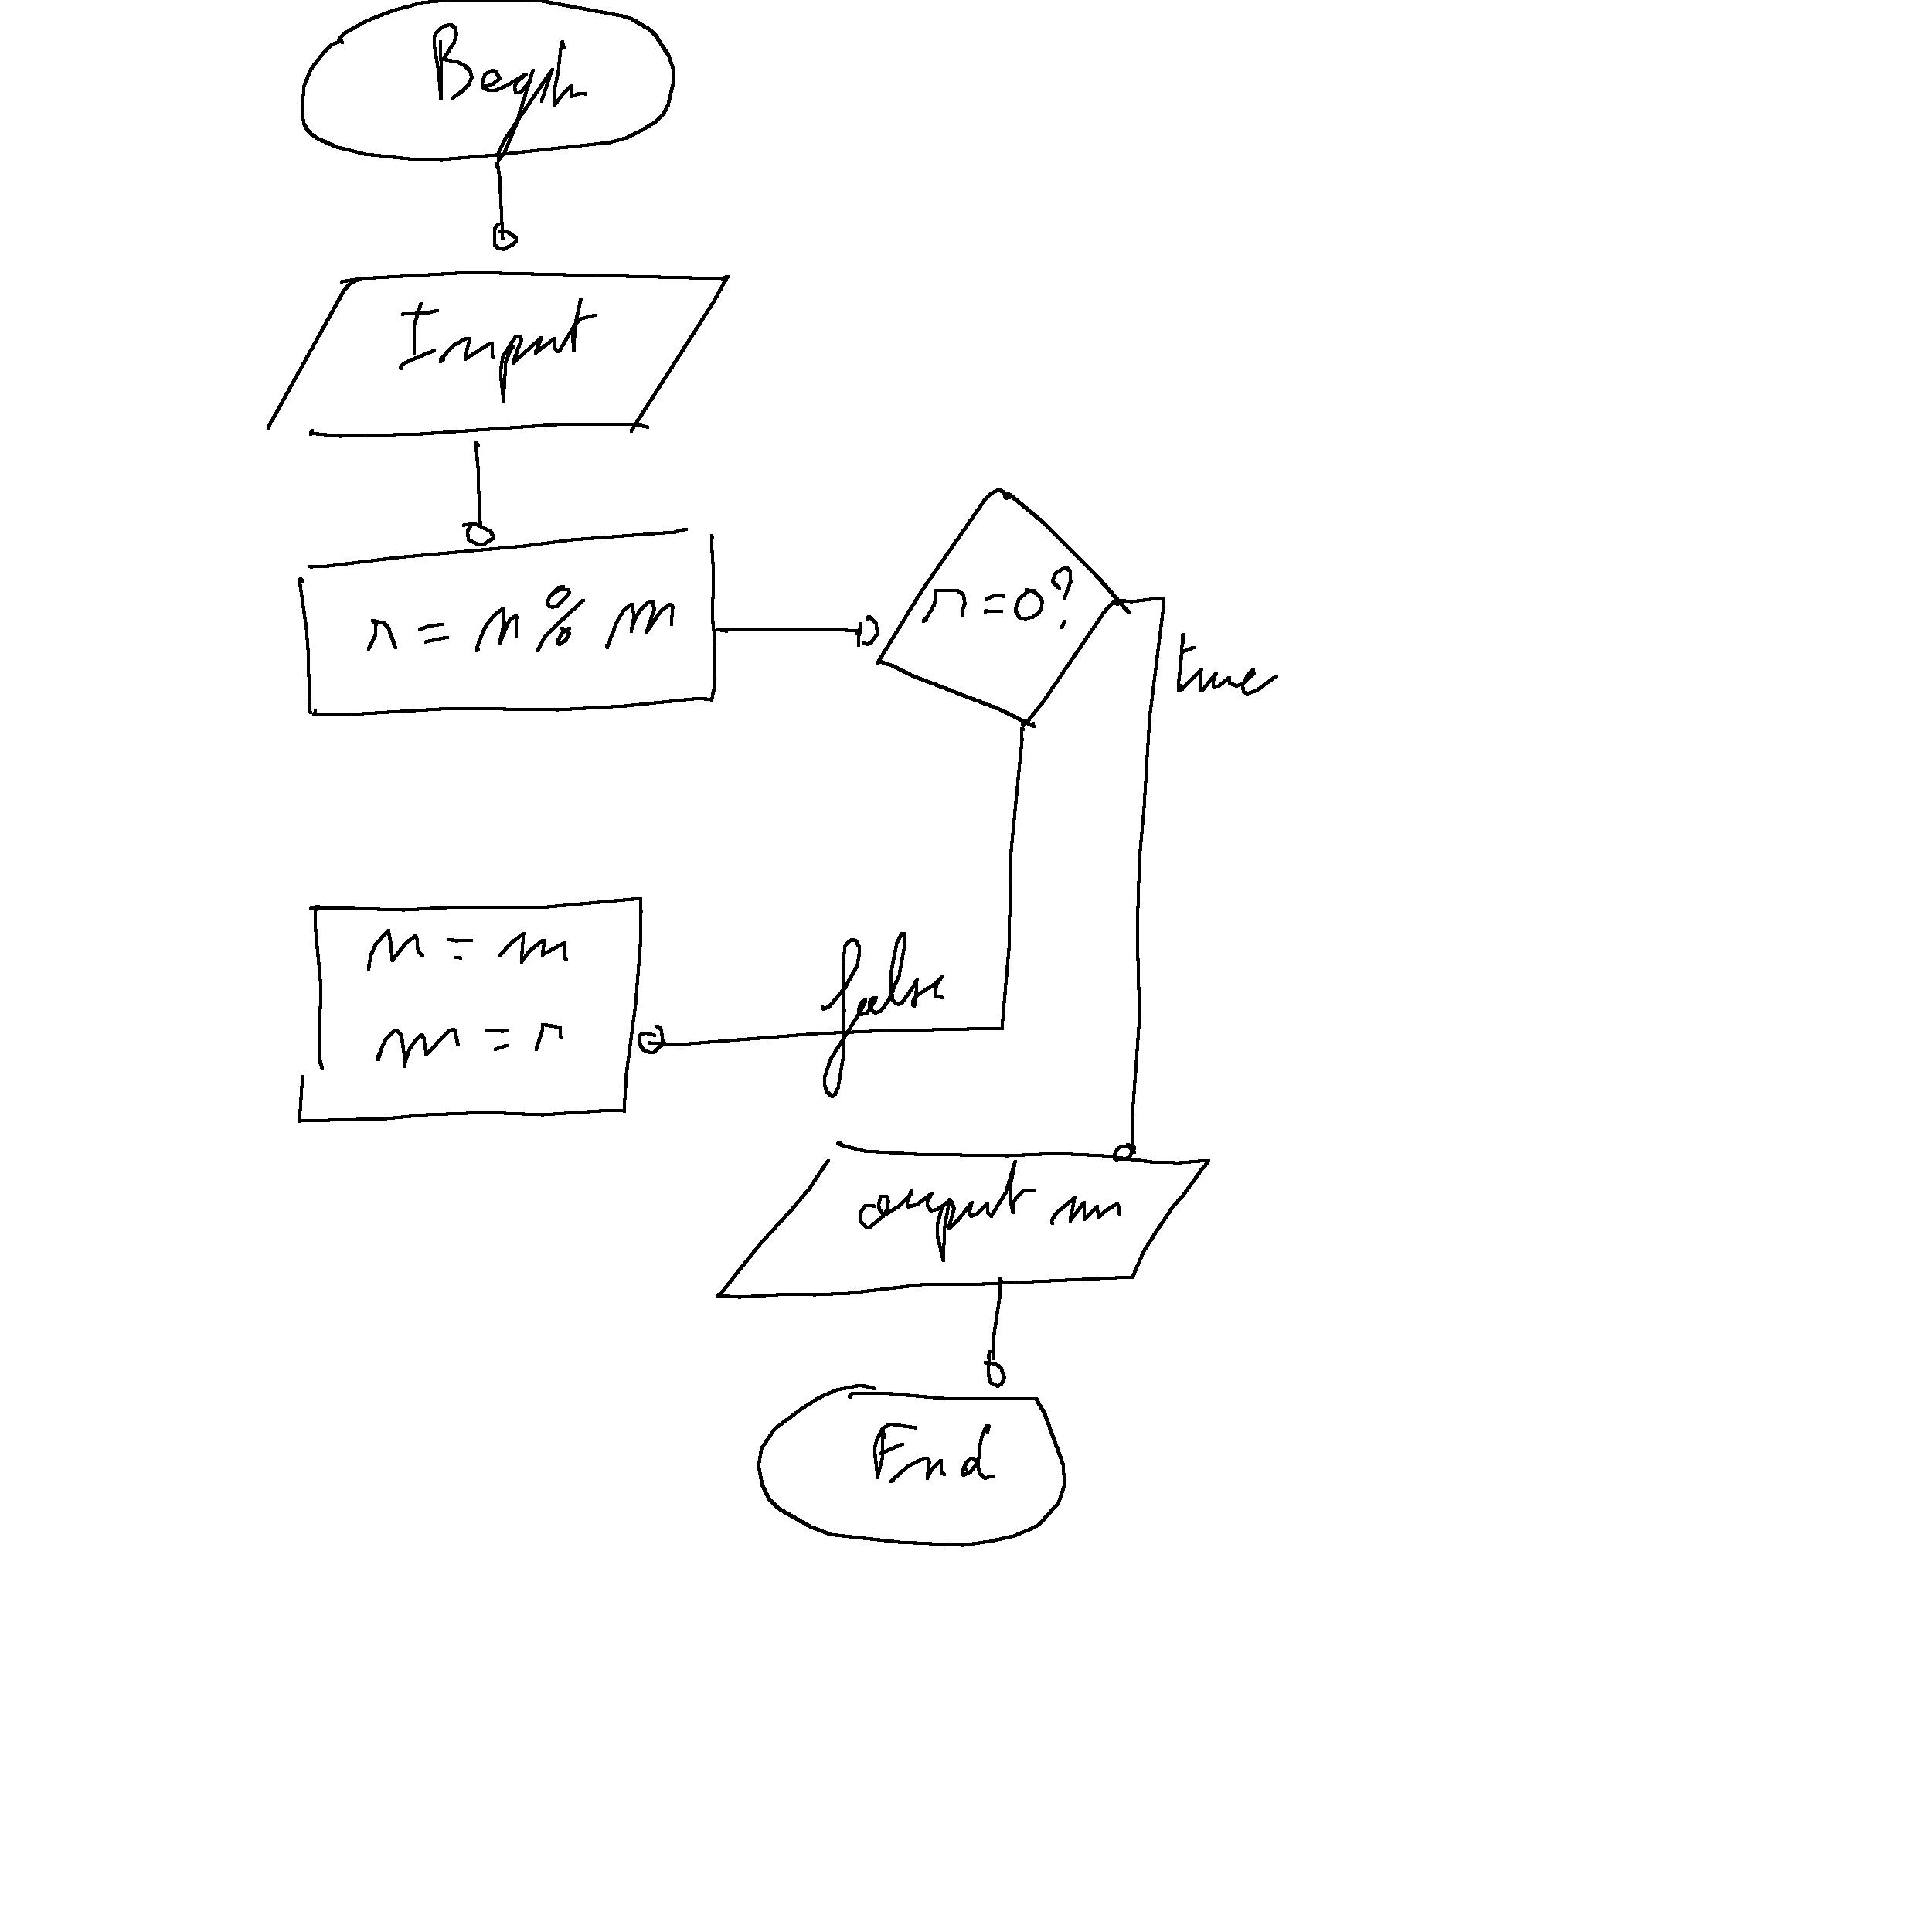 Begin
Input
r = n % m
r = 0?
true
n = m
m = r
false
output m
End